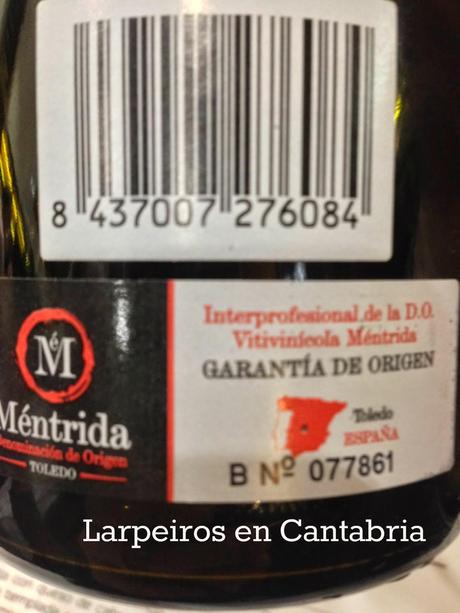 8 437007 276084
éM
Méntrida
Denominación de Origen
TOLEDO
Interprofesional de la D.O.
Vitivinícola Méntrida
GARANTÍA DE ORIGEN
Toledo
ESPAÑA
B Nº 077861
Larpeiros en Cantabria